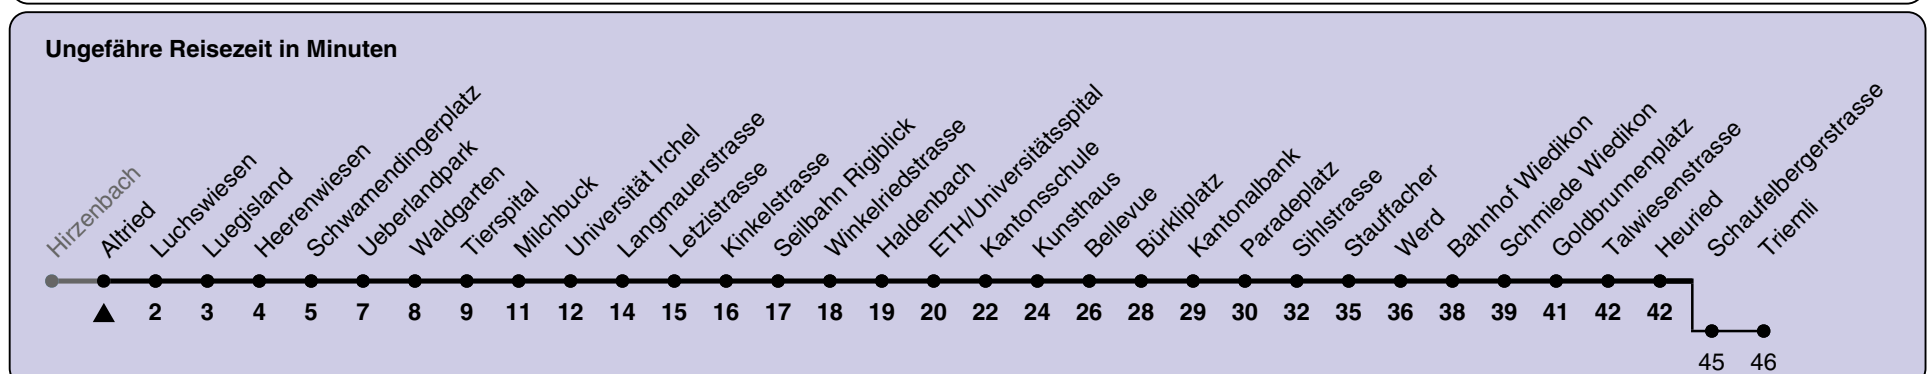 Ungefähre Reisezeit in Minuten
Hirzenbach
Altried
Luchswiesen
Luegisland
Heerenwiesen
Schwamendingerplatz
Ueberlandpark
Waldgarten
Tierspital
Milchbuck
Universität Irchel
Langmauerstrasse
Letzistrasse
Kinkelstrasse
Seilbahn Rigiblick
Winkelriedstrasse
Haldenbach
ETH/Universitätsspital
Kantonsschule
Kunsthaus
Bellevue
Bürkliplatz
Kantonalbank
Paradeplatz
Sihlstrasse
Stauffacher
Werd
Bahnhof Wiedikon
Schmiede Wiedikon
Goldbrunnenplatz
Talwiesenstrasse
Heuried
Schaufelbergerstrasse
Triemli
2 3 4 5 7 8 9 11 12 14 15 16 17 18 19 20 22 24 26 28 29 30 32 35 36 38 39 41 42 42
45 46